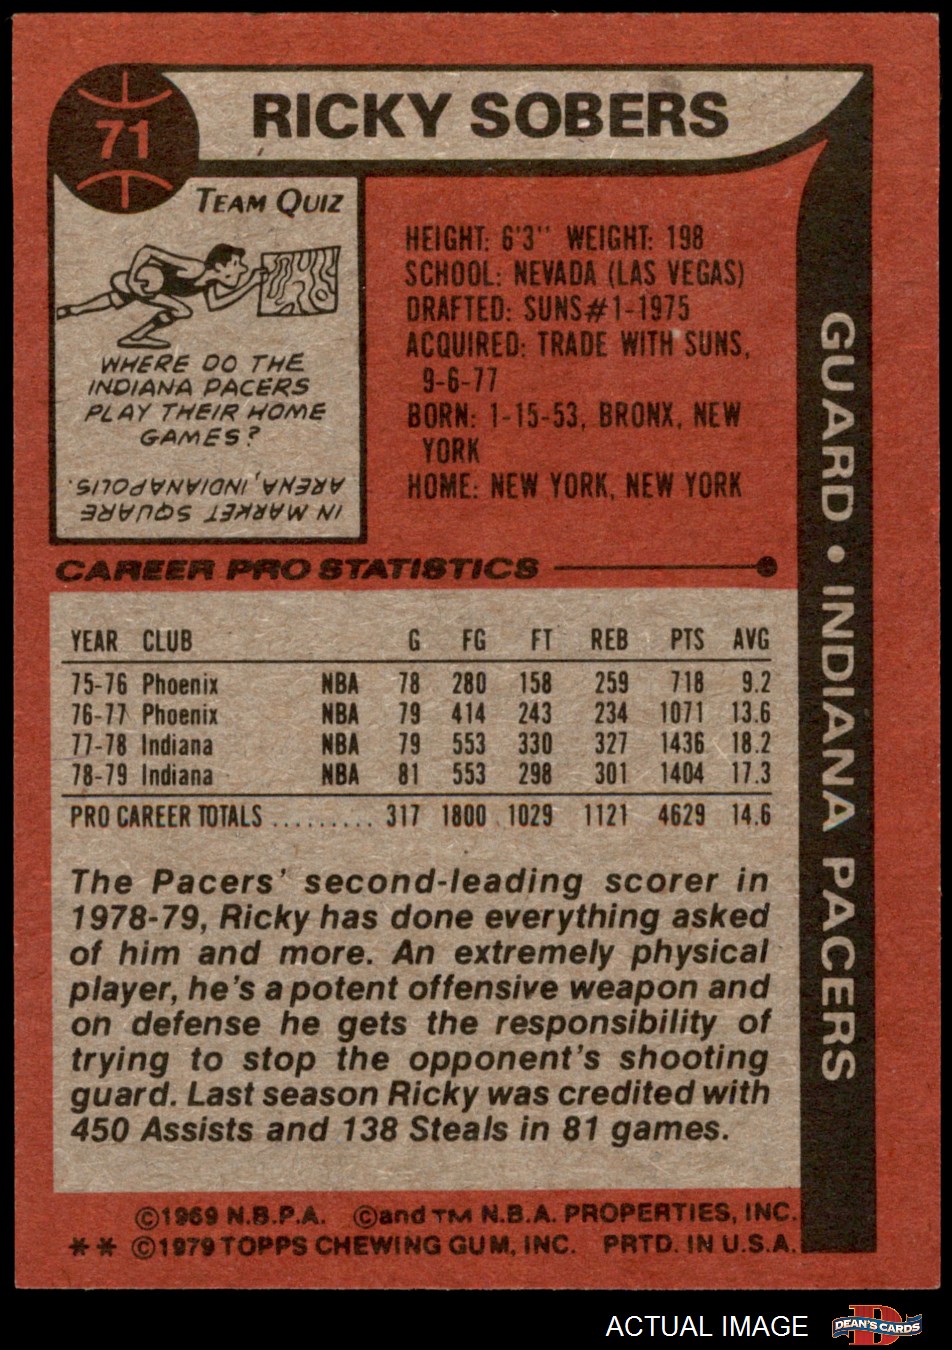 71
RICKY SOBERS
TEAM QUIZ
WHERE DO THE
INDIANA PACERS
PLAY THEIR HOME
GAMES?
IN MARKET SQUARE
ARENA, INDIANAPOLIS.
HEIGHT: 6'3" WEIGHT: 198
SCHOOL: NEVADA (LAS VEGAS)
DRAFTED: SUNS#1-1975
ACQUIRED: TRADE WITH SUNS,
9-6-77
BORN: 1-15-53, BRONX, NEW
YORK
HOME: NEW YORK, NEW YORK
GUARD • INDIANA PACERS
CAREER PRO STATISTICS
YEAR CLUB G FG FT REB PTS AVG
75-76 Phoenix NBA 78 280 158 259 718 9.2
76-77 Phoenix NBA 79 414 243 234 1071 13.6
77-78 Indiana NBA 79 553 330 327 1436 18.2
78-79 Indiana NBA 81 553 298 301 1404 17.3
PRO CAREER TOTALS ......... 317 1800 1029 1121 4629 14.6
The Pacers' second-leading scorer in
1978-79, Ricky has done everything asked
of him and more. An extremely physical
player, he's a potent offensive weapon and
on defense he gets the responsibility of
trying to stop the opponent's shooting
guard. Last season Ricky was credited with
450 Assists and 138 Steals in 81 games.
©1969 N.B.P.A. ©and TM N.B.A. PROPERTIES, INC.
** ©1979 TOPPS CHEWING GUM, INC. PRTD. IN U.S.A.
ACTUAL IMAGE
D
DEAN'S CARDS